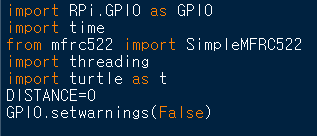 import RPi.GPIO as GPIO
import time
from mfrc522 import SimpleMFRC522
import threading
import turtle as t
DISTANCE=0
GPIO.setwarnings(False)